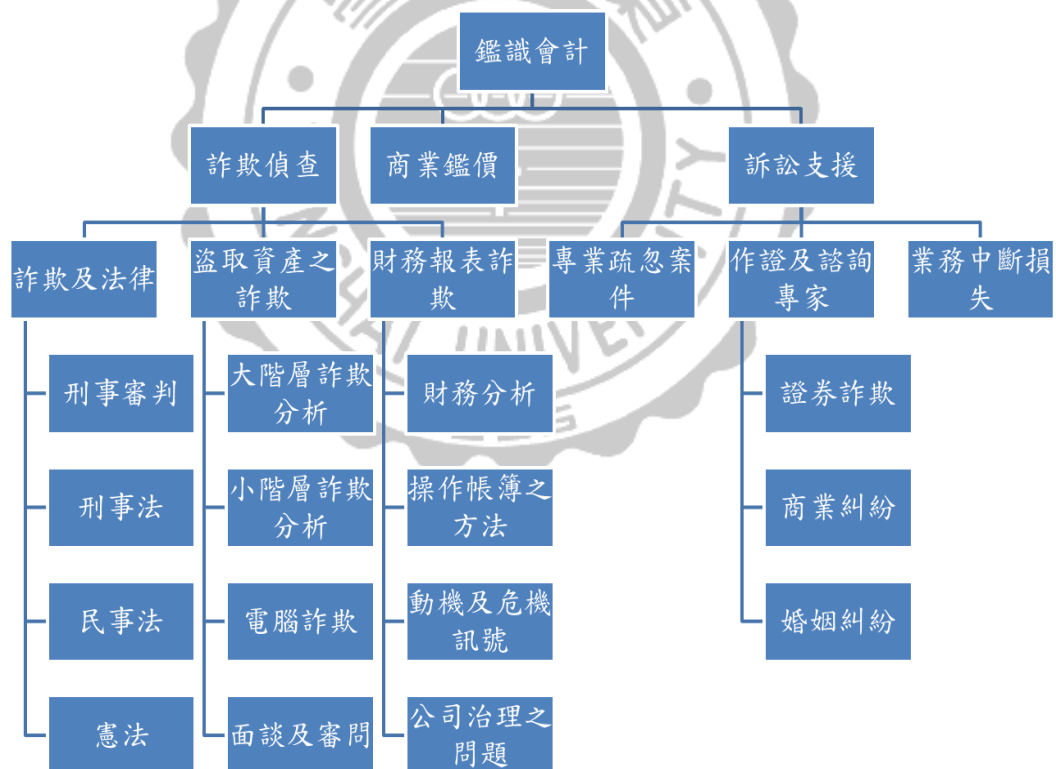 鑑識會計
詐欺偵查
商業鑑價
訴訟支援
詐欺及法律
盜取資產之
詐欺
財務報表詐
欺
專業疏忽案
件
作證及諮詢
專家
業務中斷損
失
刑事審判
大階層詐欺
分析
財務分析
證券詐欺
刑事法
小階層詐欺
分析
操作帳簿之
方法
商業糾紛
民事法
電腦詐欺
動機及危機
訊號
婚姻糾紛
憲法
面談及審問
公司治理之
問題